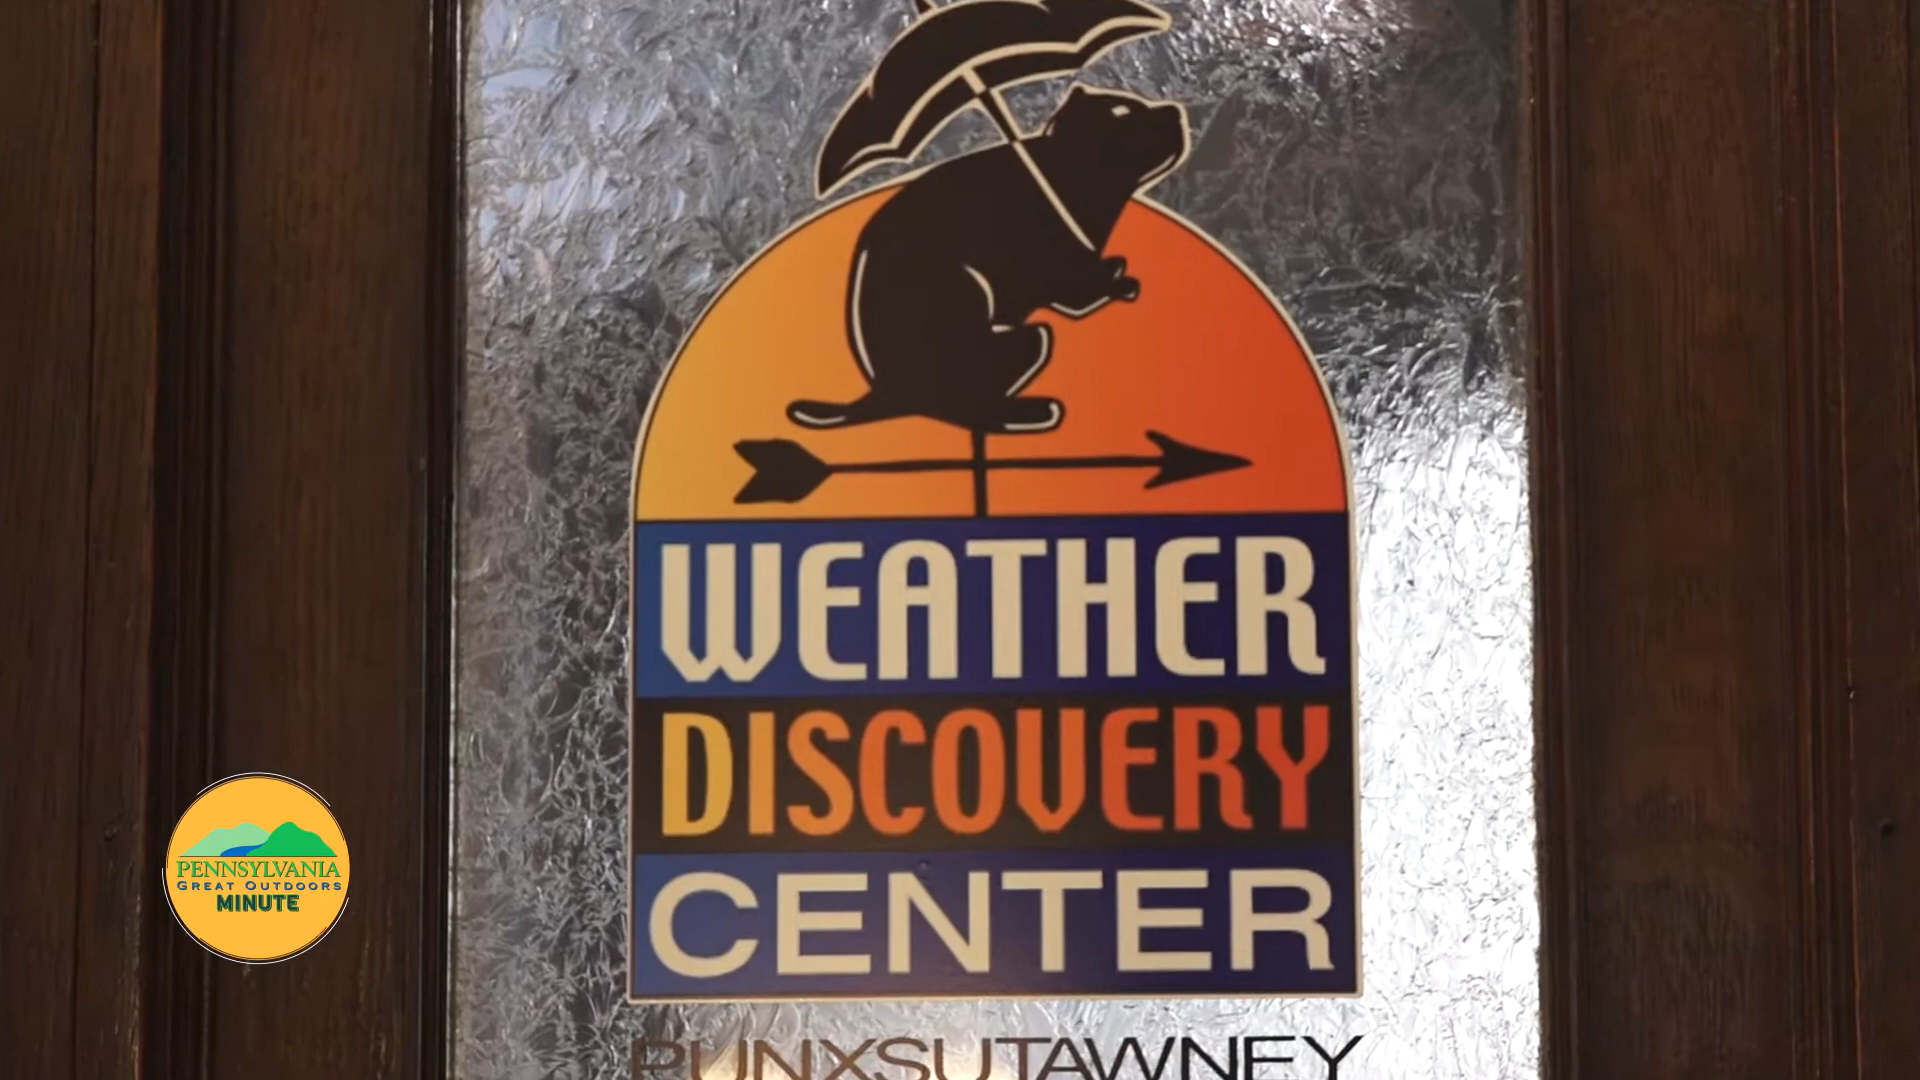 WEATHER
DISCOVERY
CENTER
PUNXSUTAWNEY
PENNSYLVANIA
GREAT OUTDOORS
MINUTE